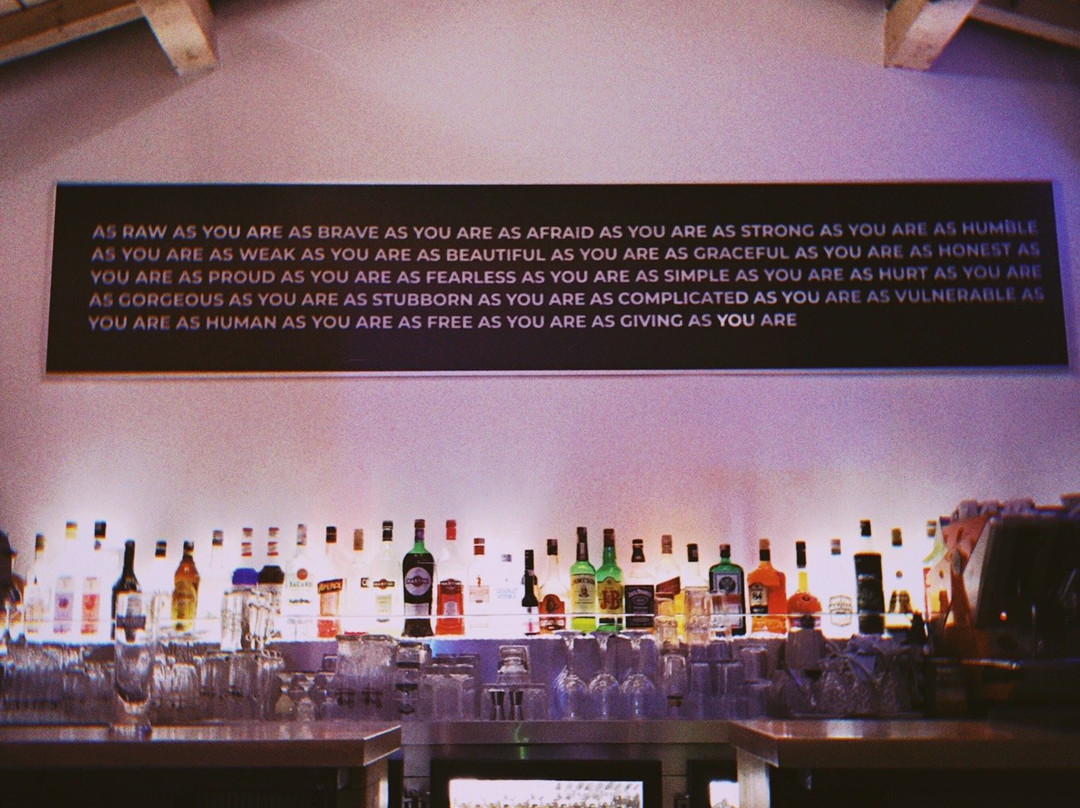 AS RAW AS YOU ARE AS BRAVE AS YOU ARE AS AFRAID AS YOU ARE AS STRONG AS YOU ARE AS HUMBLE
AS YOU ARE AS WEAK AS YOU ARE AS BEAUTIFUL AS YOU ARE AS GRACEFUL AS YOU ARE AS HONEST AS
YOU ARE AS PROUD AS YOU ARE AS FEARLESS AS YOU ARE AS SIMPLE AS YOU ARE AS HURT AS YOU ARE
AS GORGEOUS AS YOU ARE AS STUBBORN AS YOU ARE AS COMPLICATED AS YOU ARE AS VULNERABLE AS
YOU ARE AS HUMAN AS YOU ARE AS FREE AS YOU ARE AS GIVING AS YOU ARE